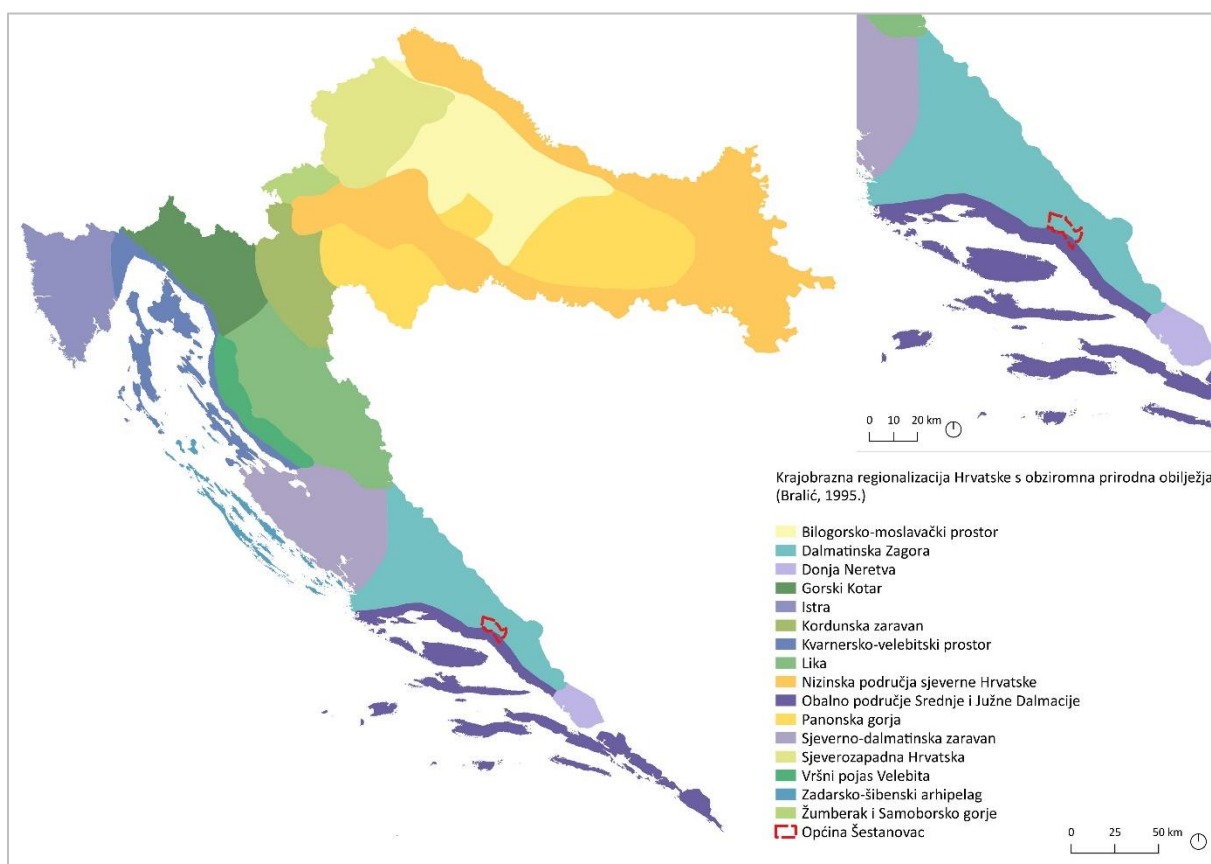 0 10 20 km
Krajobrazna regionalizacija Hrvatske s obziromna prirodna obilježja
(Bralić, 1995.)
Bilogorsko-moslavački prostor
Dalmatinska Zagora
Donja Neretva
Gorski Kotar
Istra
Kordunska zaravan
Kvarnersko-velebitski prostor
Lika
Nizinska područja sjeverne Hrvatske
Obalno područje Srednje i Južne Dalmacije
Panonska gorja
Sjeverno-dalmatinska zaravan
Sjeverozapadna Hrvatska
Vršni pojas Velebita
Zadarsko-šibenski arhipelag
Žumberak i Samoborsko gorje
Općina Šestanovac
0 25 50 km